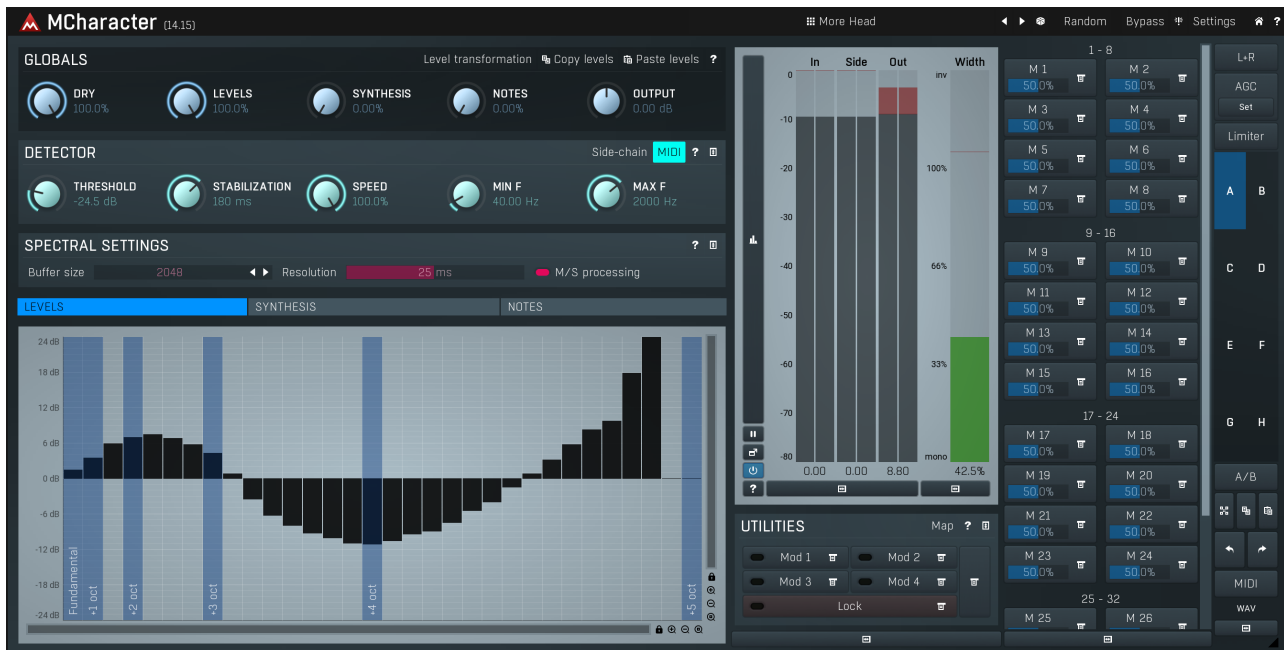 MCharacter (14.15)
More Head
Random Bypass Settings ?
GLOBALS
Level transformation Copy levels Paste levels ?
DRY
100.0%
LEVELS
100.0%
SYNTHESIS
0.00%
NOTES
0.00%
OUTPUT
0.00 dB
DETECTOR
Side-chain MIDI ?
THRESHOLD
-24.5 dB
STABILIZATION
180 ms
SPEED
100.0%
MIN F
40.00 Hz
MAX F
2000 Hz
SPECTRAL SETTINGS
?
Buffer size 2048 Resolution 25 ms M/S processing
LEVELS SYNTHESIS NOTES
24 dB
18 dB
12 dB
6 dB
0 dB
-6 dB
-12 dB
-18 dB
-24 dB
Fundamental
+1 oct
+2 oct
+3 oct
+4 oct
+5 oct
In Side Out Width
0
-10
-20
-30
-40
-50
-60
-70
-80
inv
100%
66%
33%
mono
0.00 0.00 8.80 42.5%
?
UTILITIES
Map ?
Mod 1 Mod 2
Mod 3 Mod 4
Lock
1 - 8
M 1 M 2
50.0% 50.0%
M 3 M 4
50.0% 50.0%
M 5 M 6
50.0% 50.0%
M 7 M 8
50.0% 50.0%
9 - 16
M 9 M 10
50.0% 50.0%
M 11 M 12
50.0% 50.0%
M 13 M 14
50.0% 50.0%
M 15 M 16
50.0% 50.0%
17 - 24
M 17 M 18
50.0% 50.0%
M 19 M 20
50.0% 50.0%
M 21 M 22
50.0% 50.0%
M 23 M 24
50.0% 50.0%
25 - 32
M 25 M 26
L+R
AGC
Set
Limiter
A B
C D
E F
G H
A/B
MIDI
WAV